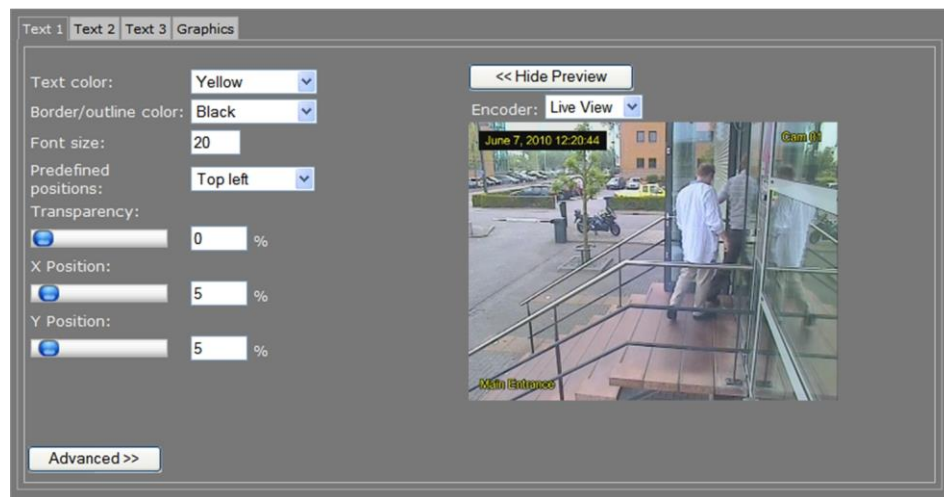 Text 1 Text 2 Text 3 Graphics
Text color: Yellow
Border/outline color: Black
Font size: 20
Predefined positions: Top left
Transparency:
0 %
X Position:
5 %
Y Position:
5 %
Advanced >>
<< Hide Preview
Encoder: Live View
June 7, 2010 12:20:44
Cam 01
Main Entrance